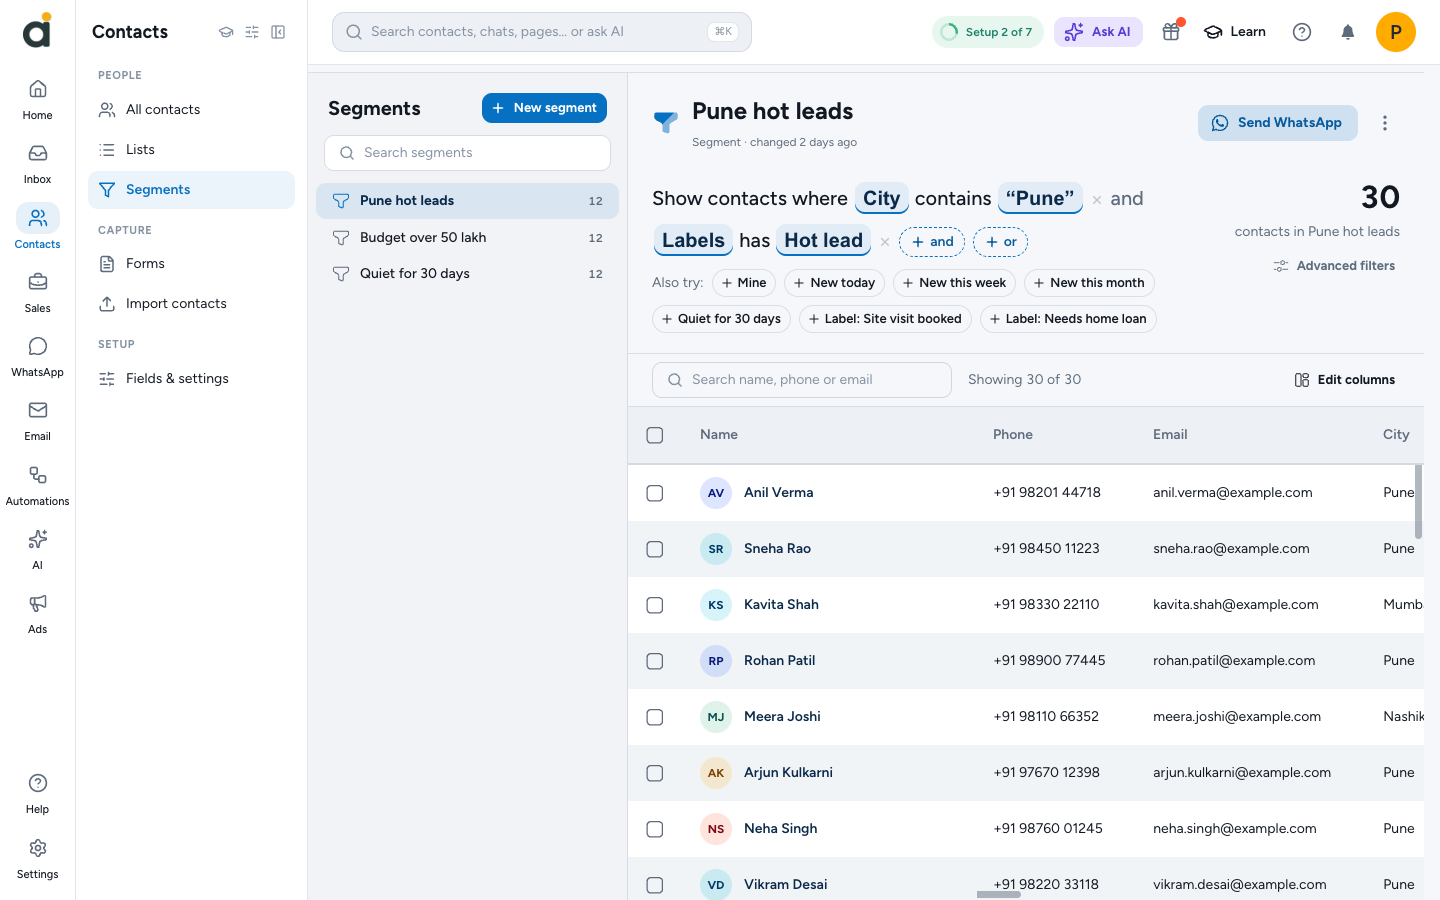 Contacts
Search contacts, chats, pages... or ask AI
⌘K
Setup 2 of 7
Ask AI
Learn
P
Home
Inbox
Contacts
Sales
WhatsApp
Email
Automations
AI
Ads
Help
Settings
PEOPLE
All contacts
Lists
Segments
CAPTURE
Forms
Import contacts
SETUP
Fields & settings
Segments
+ New segment
Search segments
Pune hot leads 12
Budget over 50 lakh 12
Quiet for 30 days 12
Pune hot leads
Segment · changed 2 days ago
Send WhatsApp
Show contacts where City contains “Pune” × and
Labels has Hot lead × + and + or
30
contacts in Pune hot leads
Advanced filters
Also try: + Mine + New today + New this week + New this month
+ Quiet for 30 days + Label: Site visit booked + Label: Needs home loan
Search name, phone or email
Showing 30 of 30
Edit columns
Name Phone Email City
AV Anil Verma +91 98201 44718 anil.verma@example.com Pune
SR Sneha Rao +91 98450 11223 sneha.rao@example.com Pune
KS Kavita Shah +91 98330 22110 kavita.shah@example.com Mumb
RP Rohan Patil +91 98900 77445 rohan.patil@example.com Pune
MJ Meera Joshi +91 98110 66352 meera.joshi@example.com Nashik
AK Arjun Kulkarni +91 97670 12398 arjun.kulkarni@example.com Pune
NS Neha Singh +91 98760 01245 neha.singh@example.com Pune
VD Vikram Desai +91 98220 33118 vikram.desai@example.com Pune